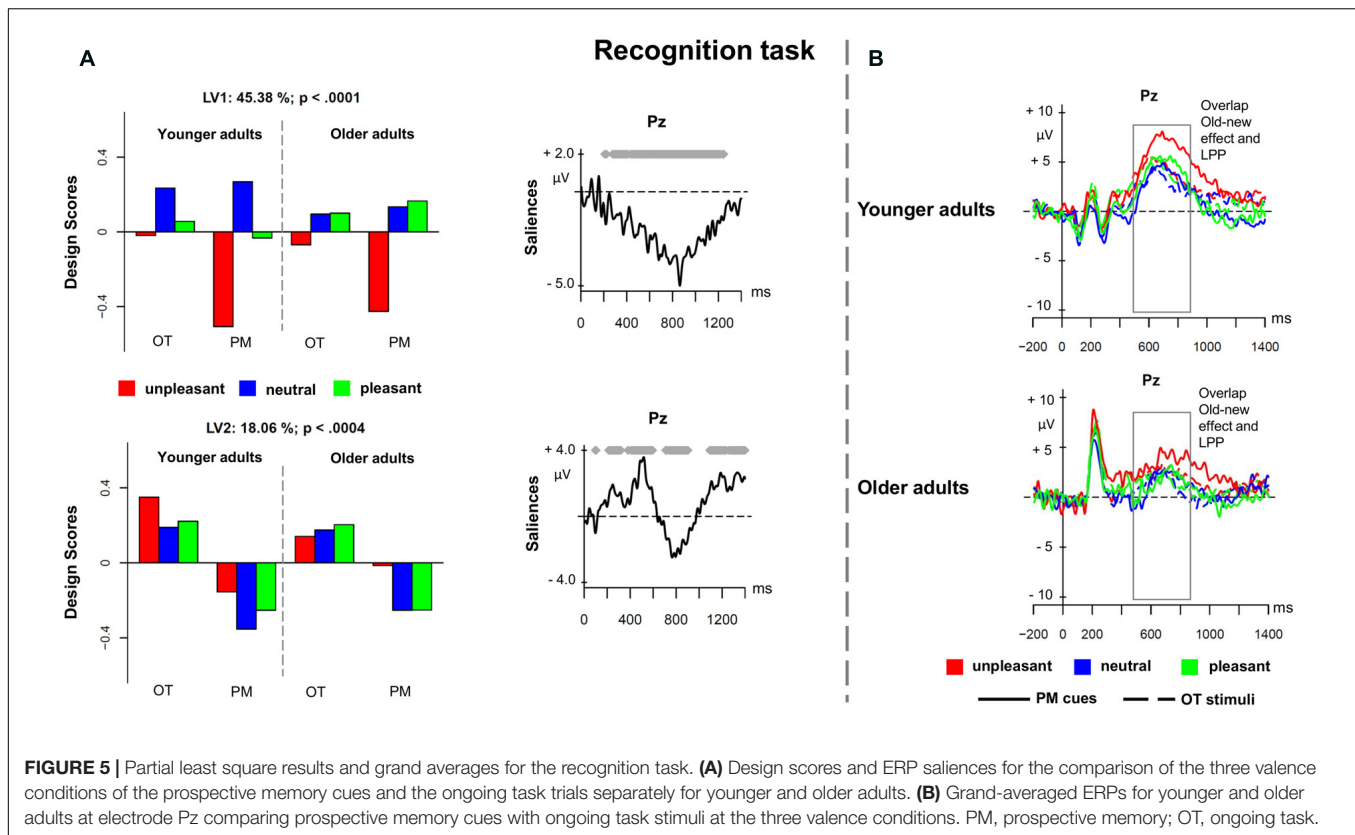 Recognition task
A
LV1: 45.38 %; p < .0001
Younger adults
Older adults
Design Scores
0.4
0
-0.4
OT
PM
OT
PM
unpleasant
neutral
pleasant
Pz
+ 2.0
µV
Saliences
- 5.0
ms
0 400 800 1200
LV2: 18.06 %; p < .0004
Younger adults
Older adults
Design Scores
0.4
0
-0.4
OT
PM
OT
PM
Pz
+ 4.0
µV
Saliences
- 4.0
ms
0 400 800 1200
B
Younger adults
Pz
+ 10
µV
+ 5
- 5
- 10
Overlap
Old-new
effect and
LPP
ms
−200 0 200 600 1000 1400
Older adults
Pz
+ 10
µV
+ 5
- 5
- 10
Overlap
Old-new
effect and
LPP
ms
−200 0 200 600 1000 1400
unpleasant
neutral
pleasant
PM cues
OT stimuli
FIGURE 5 | Partial least square results and grand averages for the recognition task. (A) Design scores and ERP saliences for the comparison of the three valence
conditions of the prospective memory cues and the ongoing task trials separately for younger and older adults. (B) Grand-averaged ERPs for younger and older
adults at electrode Pz comparing prospective memory cues with ongoing task stimuli at the three valence conditions. PM, prospective memory; OT, ongoing task.